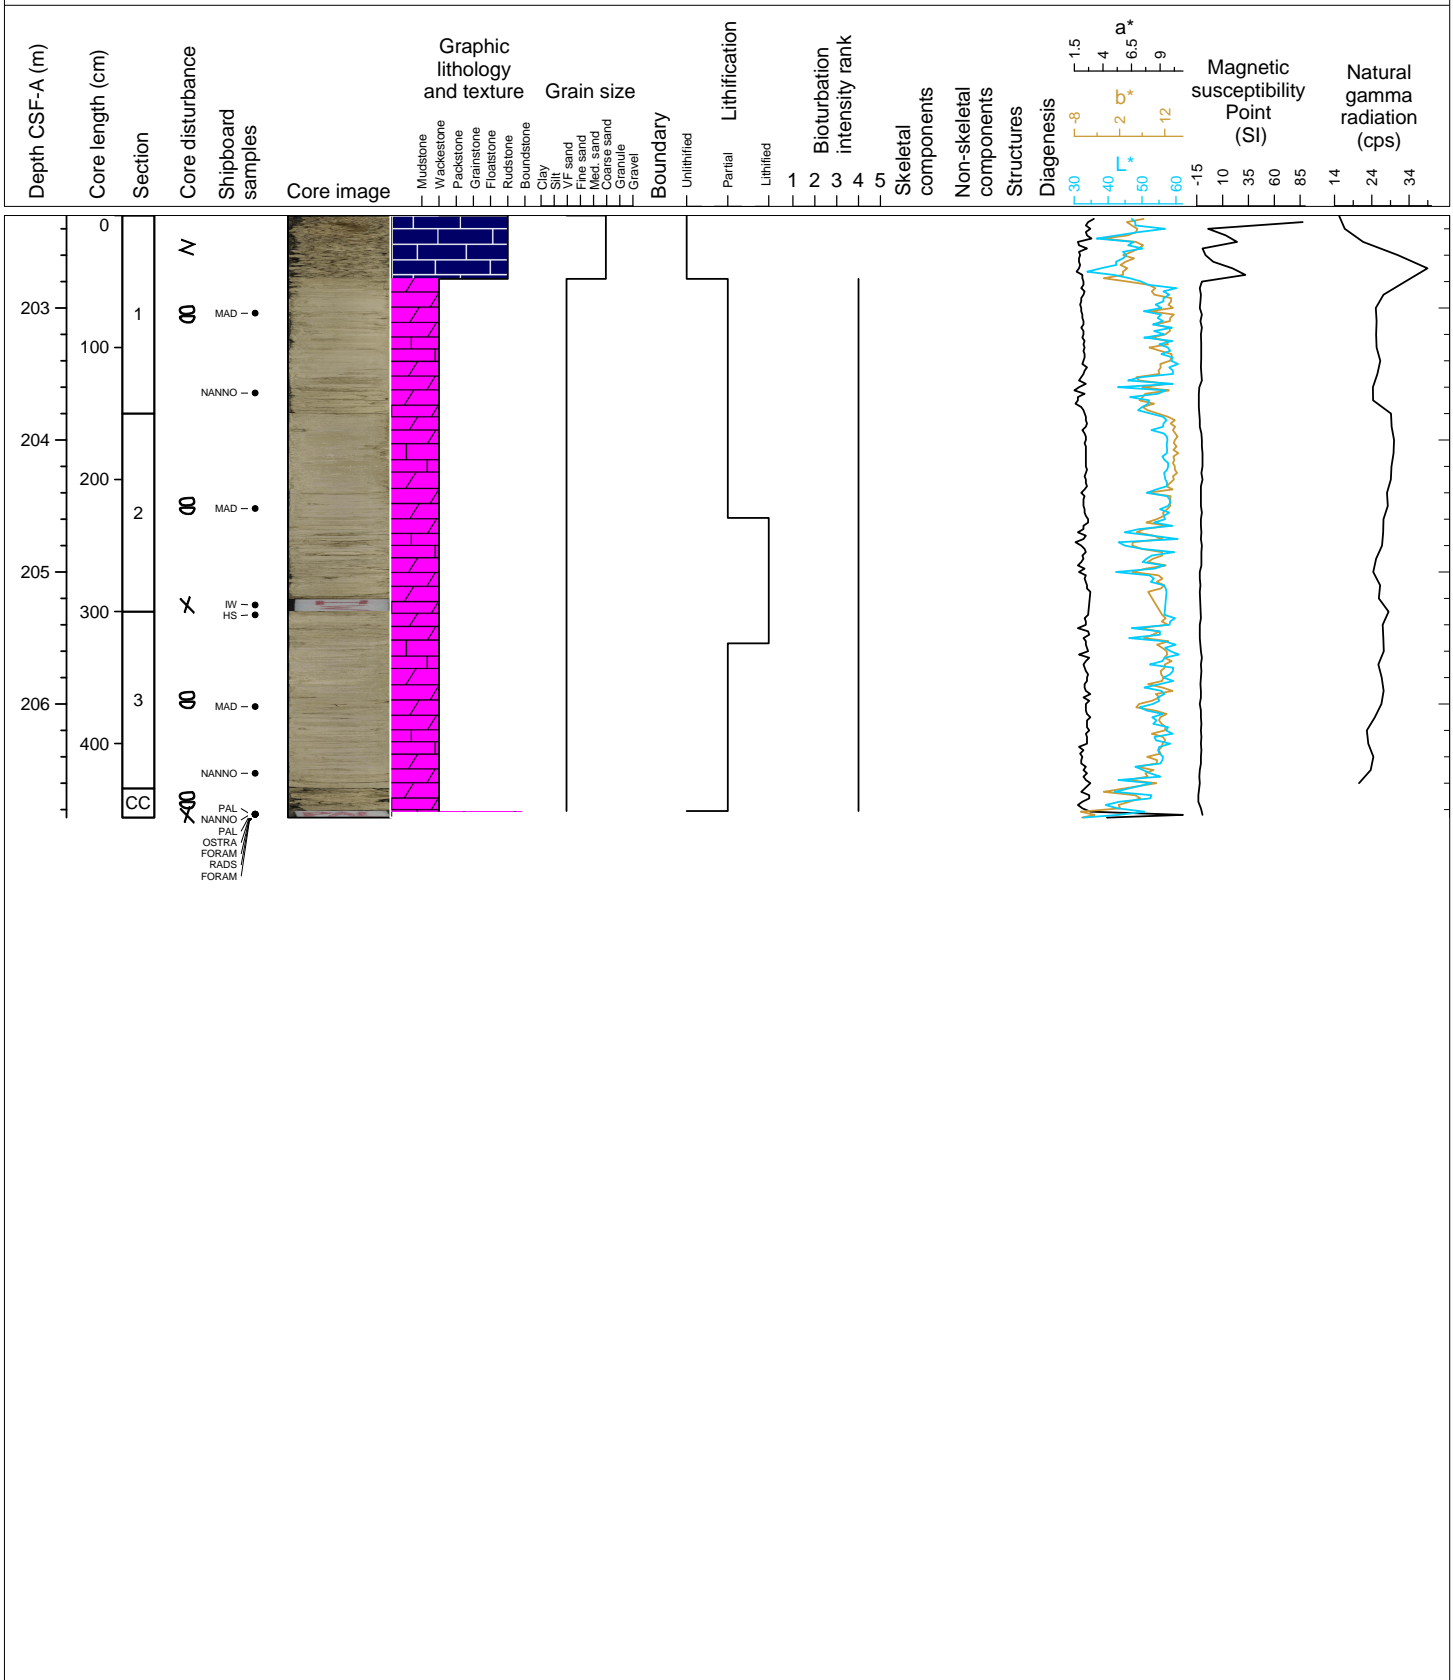 Depth CSF-A (m)
Core length (cm)
Section
Core disturbance
Shipboard
samples
Core image
Graphic
lithology
and texture
Mudstone
Wackestone
Packstone
Grainstone
Floatstone
Rudstone
Boundstone
Grain size
Clay
Silt
VF sand
Fine sand
Med. sand
Coarse sand
Granule
Gravel
Boundary
Lithification
Unlithified
Partial
Lithified
Bioturbation
intensity rank
1 2 3 4 5
Skeletal
components
Non-skeletal
components
Structures
Diagenesis
a*
1.5 4 6.5 9
b*
-8 2 12
L*
30 40 50 60
Magnetic
susceptibility
Point
(SI)
-15 10 35 60 85
Natural
gamma
radiation
(cps)
14 24 34
0
203
1
MAD
100
NANNO
204
200
2
MAD
205
300
IW
HS
206
3
MAD
400
NANNO
CC
PAL
NANNO
PAL
OSTRA
FORAM
RADS
FORAM